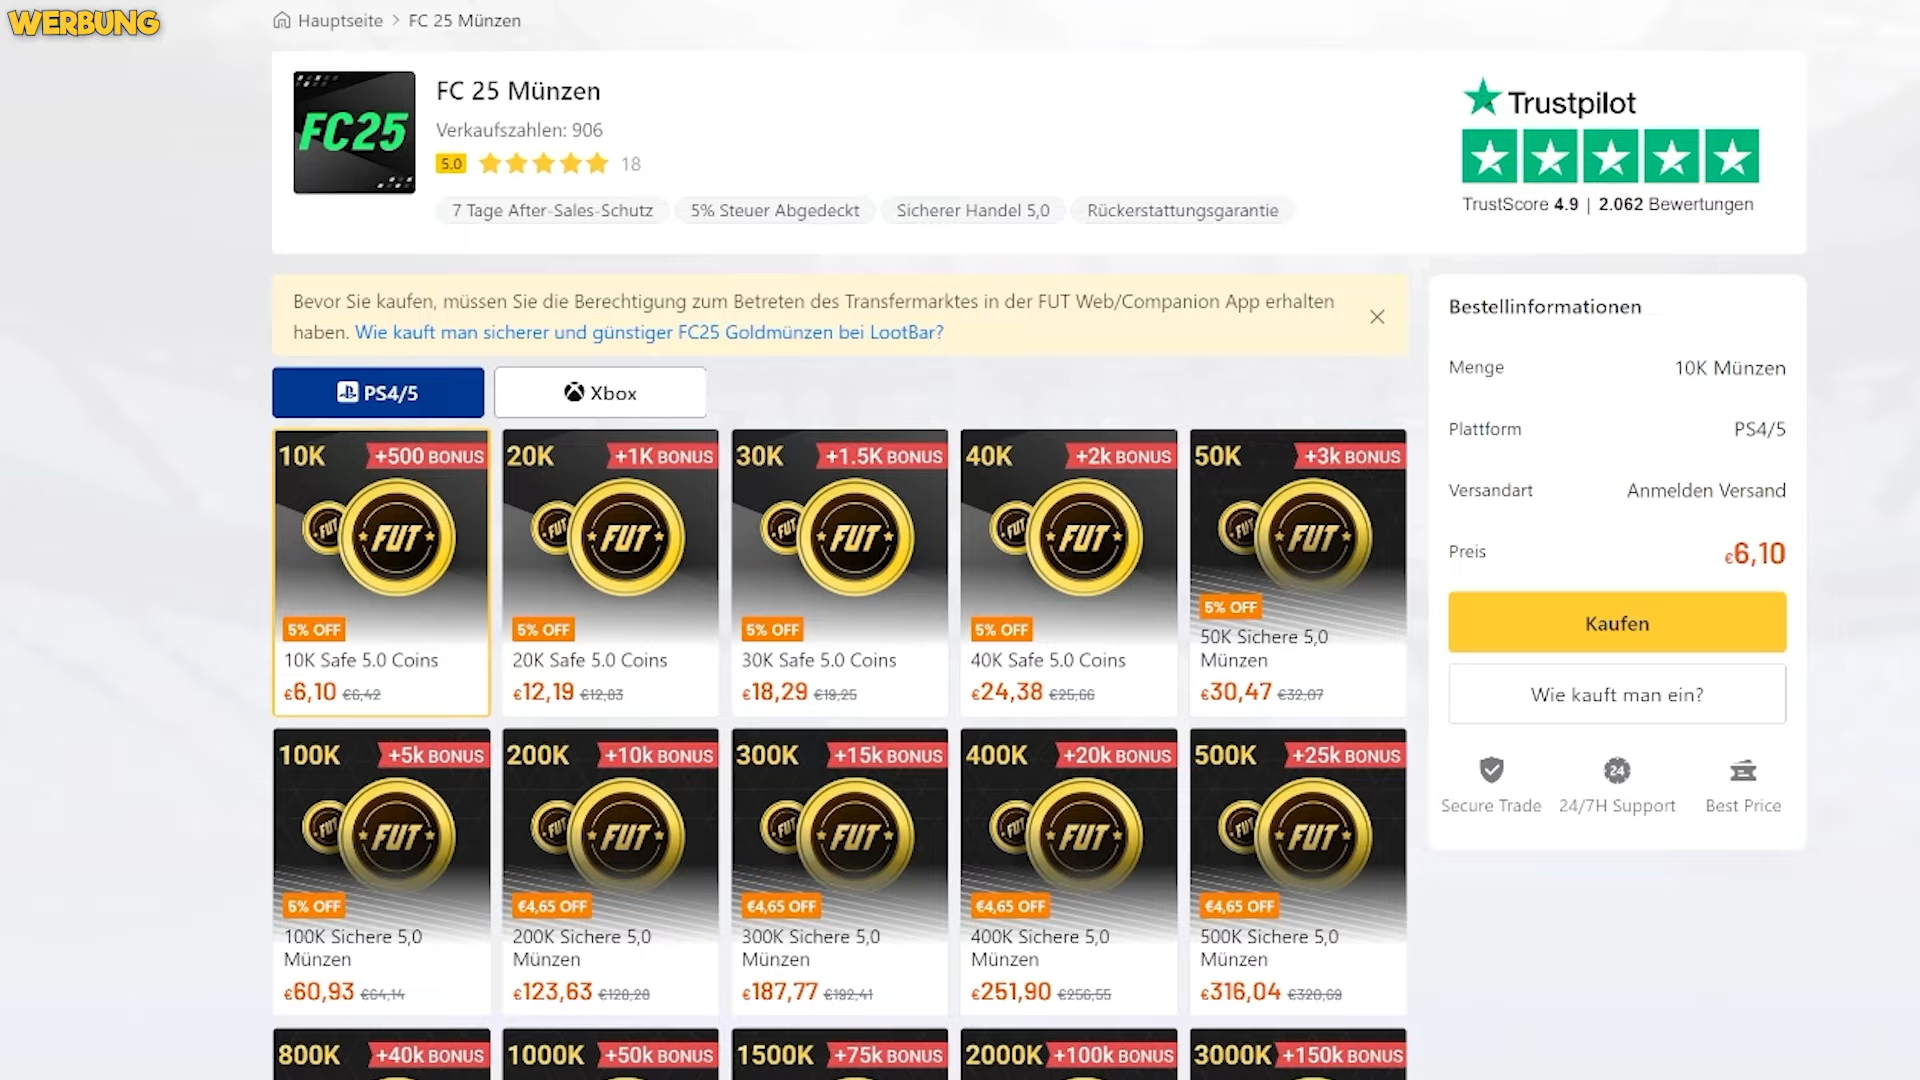 WERBUNG
Hauptseite > FC 25 Münzen
FC25
FC 25 Münzen
Verkaufszahlen: 906
5.0 18
7 Tage After-Sales-Schutz 5% Steuer Abgedeckt Sicherer Handel 5,0 Rückerstattungsgarantie
Trustpilot
TrustScore 4.9 | 2.062 Bewertungen
Bevor Sie kaufen, müssen Sie die Berechtigung zum Betreten des Transfermarktes in der FUT Web/Companion App erhalten
haben. Wie kauft man sicherer und günstiger FC25 Goldmünzen bei LootBar?
PS4/5 Xbox
10K +500 BONUS
FUT FUT
5% OFF
10K Safe 5.0 Coins
€6,10 €6,42
20K +1K BONUS
FUT FUT
5% OFF
20K Safe 5.0 Coins
€12,19 €12,83
30K +1.5K BONUS
FUT FUT
5% OFF
30K Safe 5.0 Coins
€18,29 €19,25
40K +2k BONUS
FUT FUT
5% OFF
40K Safe 5.0 Coins
€24,38 €25,66
50K +3k BONUS
FUT FUT
5% OFF
50K Sichere 5,0
Münzen
€30,47 €32,07
100K +5k BONUS
FUT FUT
5% OFF
100K Sichere 5,0
Münzen
€60,93 €64,14
200K +10k BONUS
FUT FUT
€4,65 OFF
200K Sichere 5,0
Münzen
€123,63 €128,28
300K +15k BONUS
FUT FUT
€4,65 OFF
300K Sichere 5,0
Münzen
€187,77 €192,41
400K +20k BONUS
FUT FUT
€4,65 OFF
400K Sichere 5,0
Münzen
€251,90 €256,55
500K +25k BONUS
FUT FUT
€4,65 OFF
500K Sichere 5,0
Münzen
€316,04 €320,69
800K +40k BONUS
1000K +50k BONUS
1500K +75k BONUS
2000K +100k BONUS
3000K +150k BONUS
Bestellinformationen
Menge 10K Münzen
Plattform PS4/5
Versandart Anmelden Versand
Preis €6,10
Kaufen
Wie kauft man ein?
24
Secure Trade 24/7H Support Best Price